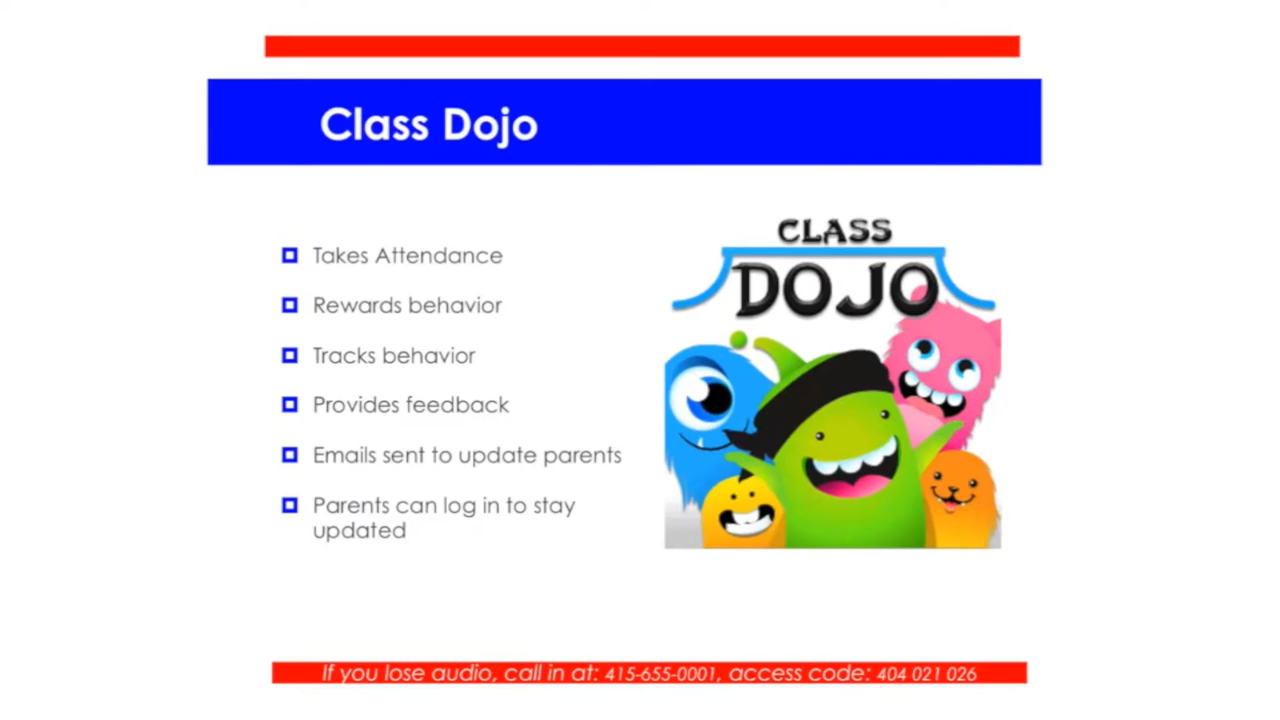 Class Dojo
Takes Attendance
Rewards behavior
Tracks behavior
Provides feedback
Emails sent to update parents
Parents can log in to stay
updated
CLASS
DOJO
If you lose audio, call in at: 415-655-0001, access code: 404 021 026